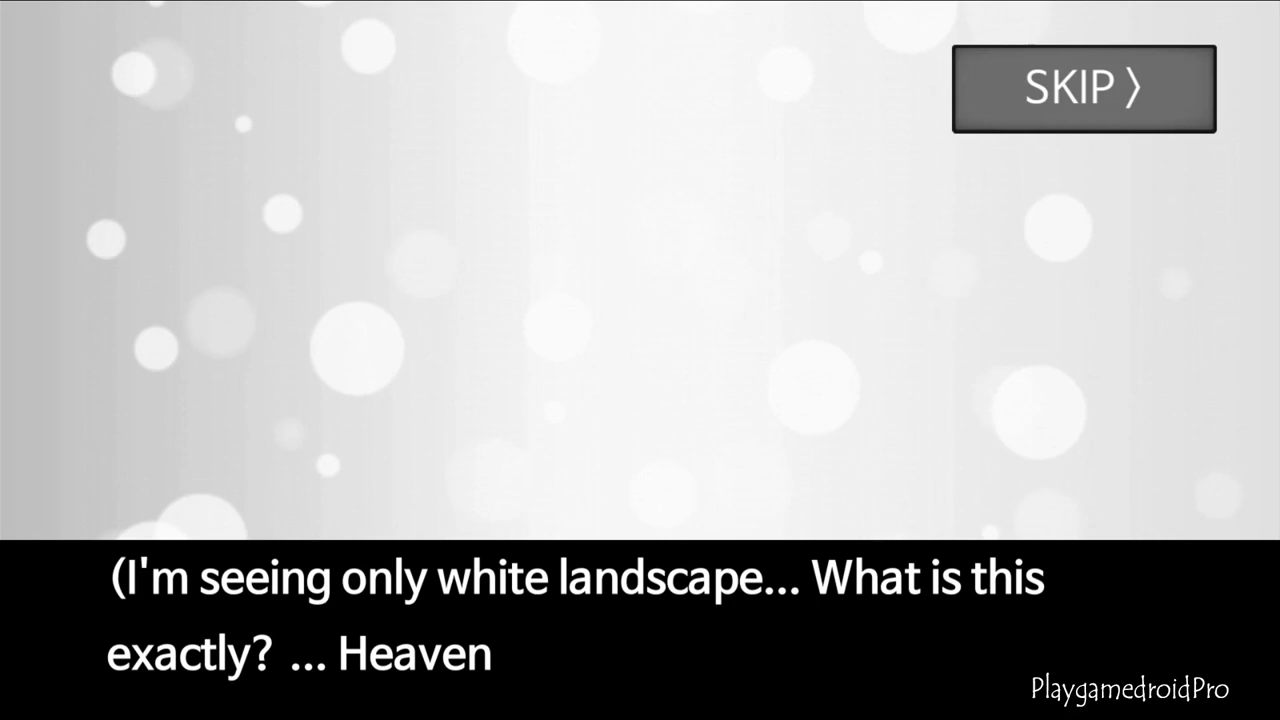 SKIP 〉
(I'm seeing only white landscape... What is this
exactly? ... Heaven
PlaygamedroidPro